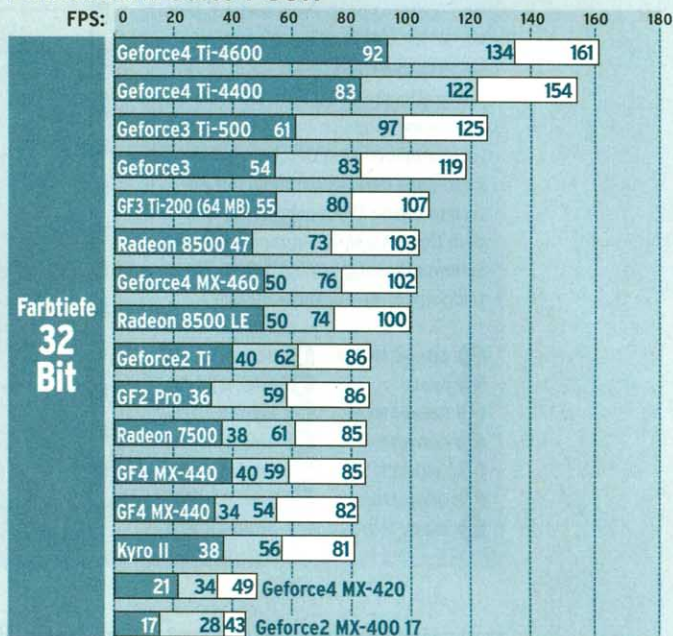 FPS: 0 20 40 60 80 100 120 140 160 180
Geforce4 Ti-4600 92 134 161
Geforce4 Ti-4400 83 122 154
Geforce3 Ti-500 61 97 125
Geforce3 54 83 119
GF3 Ti-200 (64 MB) 55 80 107
Radeon 8500 47 73 103
Geforce4 MX-460 50 76 102
Farbtiefe
32
Bit
Radeon 8500 LE 50 74 100
Geforce2 Ti 40 62 86
GF2 Pro 36 59 86
Radeon 7500 38 61 85
GF4 MX-440 40 59 85
GF4 MX-440 34 54 82
Kyro II 38 56 81
21 34 49 Geforce4 MX-420
17 28 43 Geforce2 MX-400 17